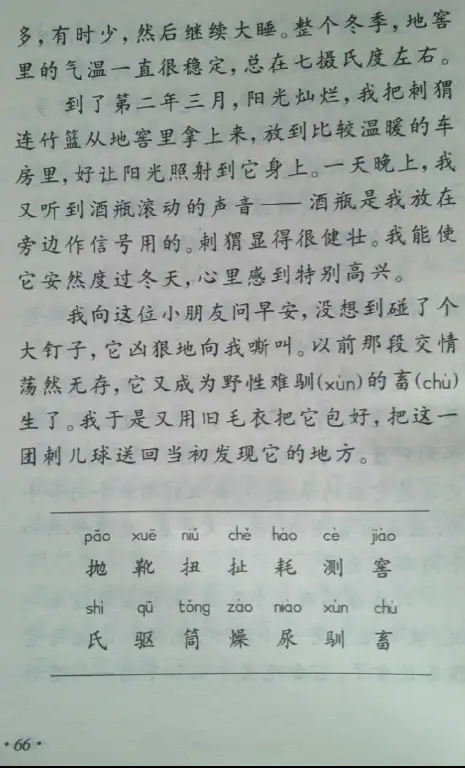 多,有时少,然后继续大睡。整个冬季,地窖
里的气温一直很稳定,总在七摄氏度左右。
到了第二年三月,阳光灿烂,我把刺猬
连竹篮从地窖里拿上来,放到比较温暖的车
房里,好让阳光照射到它身上。一天晚上,我
又听到酒瓶滚动的声音——酒瓶是我放在
旁边作信号用的。刺猬显得很健壮。我能使
它安然度过冬天,心里感到特别高兴。
我向这位小朋友问早安,没想到碰了个
大钉子,它凶狠地向我嘶叫。以前那段交情
荡然无存,它又成为野性难驯(xùn)的畜(chù)
生了。我于是又用旧毛衣把它包好,把这一
团刺儿球送回当初发现它的地方。
pāo xuē niǔ chě hào cè jiào
抛 靴 扭 扯 耗 测 窖
shì qū tǒng zào niào xùn chù
氏 驱 筒 燥 尿 驯 畜
·66·